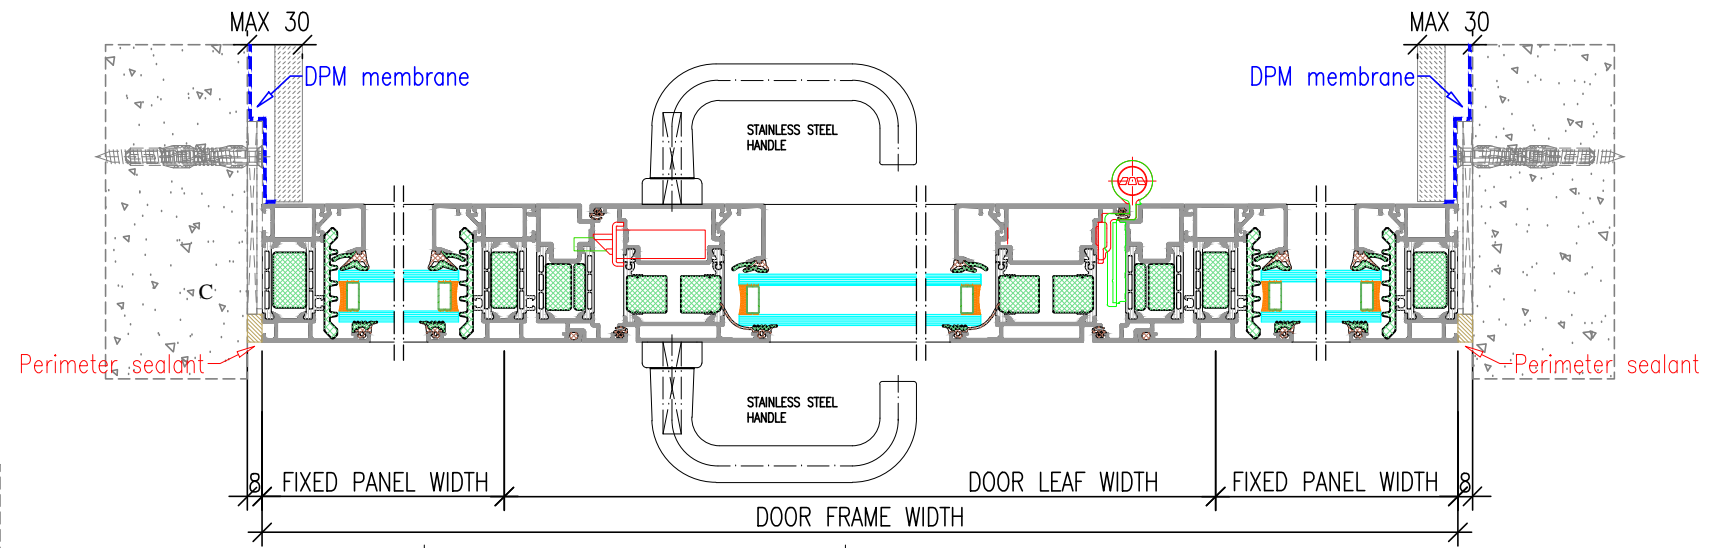 MAX 30
MAX 30
DPM membrane
DPM membrane
STAINLESS STEEL
HANDLE
C
Perimeter sealant
Perimeter sealant
STAINLESS STEEL
HANDLE
8
FIXED PANEL WIDTH
DOOR LEAF WIDTH
FIXED PANEL WIDTH
8
DOOR FRAME WIDTH